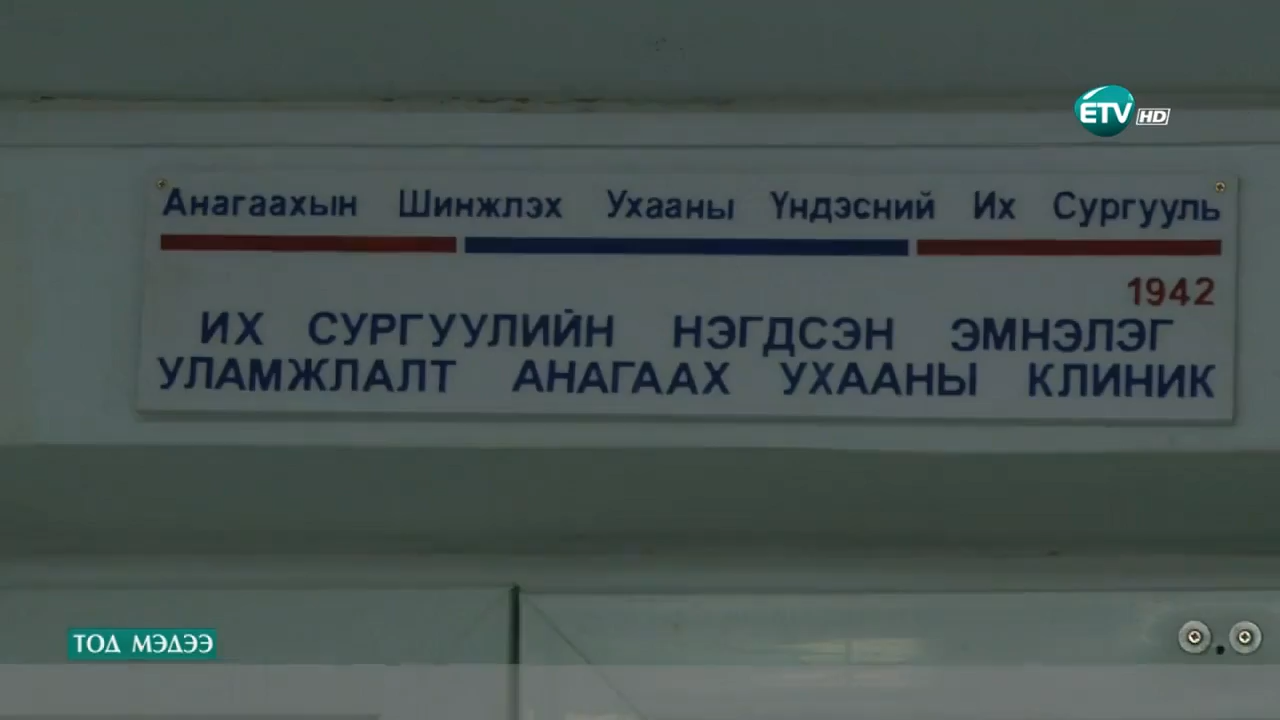 ETV HD
Анагаахын Шинжлэх Ухааны Үндэсний Их Сургууль
1942
ИХ СУРГУУЛИЙН НЭГДСЭН ЭМНЭЛЭГ
УЛАМЖЛАЛТ АНАГААХ УХААНЫ КЛИНИК
ТОД МЭДЭЭ